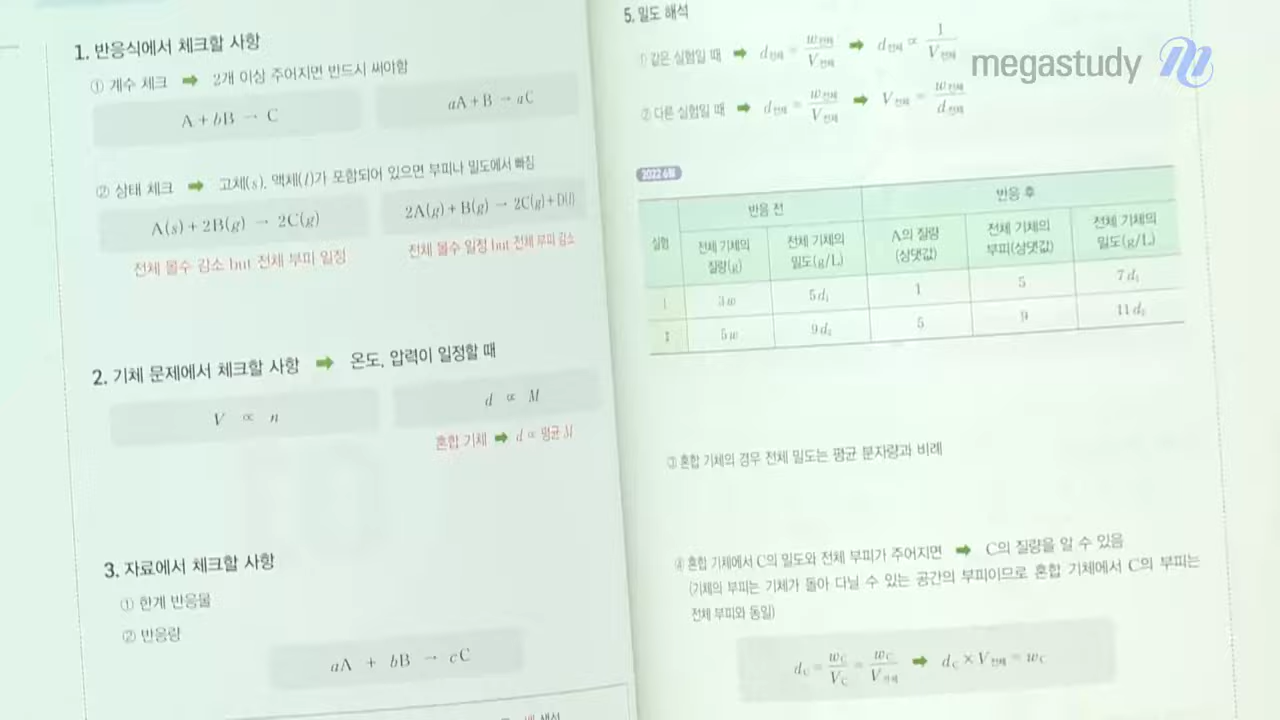 1. 반응식에서 체크할 사항
① 계수 체크 ➡ 2개 이상 주어지면 반드시 써야함
A + bB → C
aA + B → aC
② 상태 체크 ➡ 고체(s), 액체(l)가 포함되어 있으면 부피나 밀도에서 빠짐
A(s) + 2B(g) → 2C(g)
2A(g) + B(g) → 2C(g) + D(l)
전체 몰수 감소 but 전체 부피 일정
전체 몰수 일정 but 전체 부피 감소
2. 기체 문제에서 체크할 사항 ➡ 온도, 압력이 일정할 때
V ∝ n
d ∝ M
혼합 기체 ➡ d ∝ 평균 M
3. 자료에서 체크할 사항
① 한계 반응물
② 반응량
aA + bB → cC
5. 밀도 해석
① 같은 실험일 때 ➡ d전체 = w전체/V전체 ➡ d전체 ∝ 1/V전체
② 다른 실험일 때 ➡ d전체 = w전체/V전체 ➡ V전체 = w전체/d전체
megastudy
2022 6월
실험 반응 전 반응 후
전체 기체의 질량(g) 전체 기체의 밀도(g/L) A의 질량(상댓값) 전체 기체의 부피(상댓값) 전체 기체의 밀도(g/L)
Ⅰ 3w 5d₁ 1 5 7d₁
Ⅱ 5w 9d₂ 5 9 11d₂
③ 혼합 기체의 경우 전체 밀도는 평균 분자량과 비례
④ 혼합 기체에서 C의 밀도와 전체 부피가 주어지면 ➡ C의 질량을 알 수 있음
(기체의 부피는 기체가 돌아 다닐 수 있는 공간의 부피이므로 혼합 기체에서 C의 부피는
전체 부피와 동일)
dC = wC/VC = wC/V전체 ➡ dC × V전체 = wC